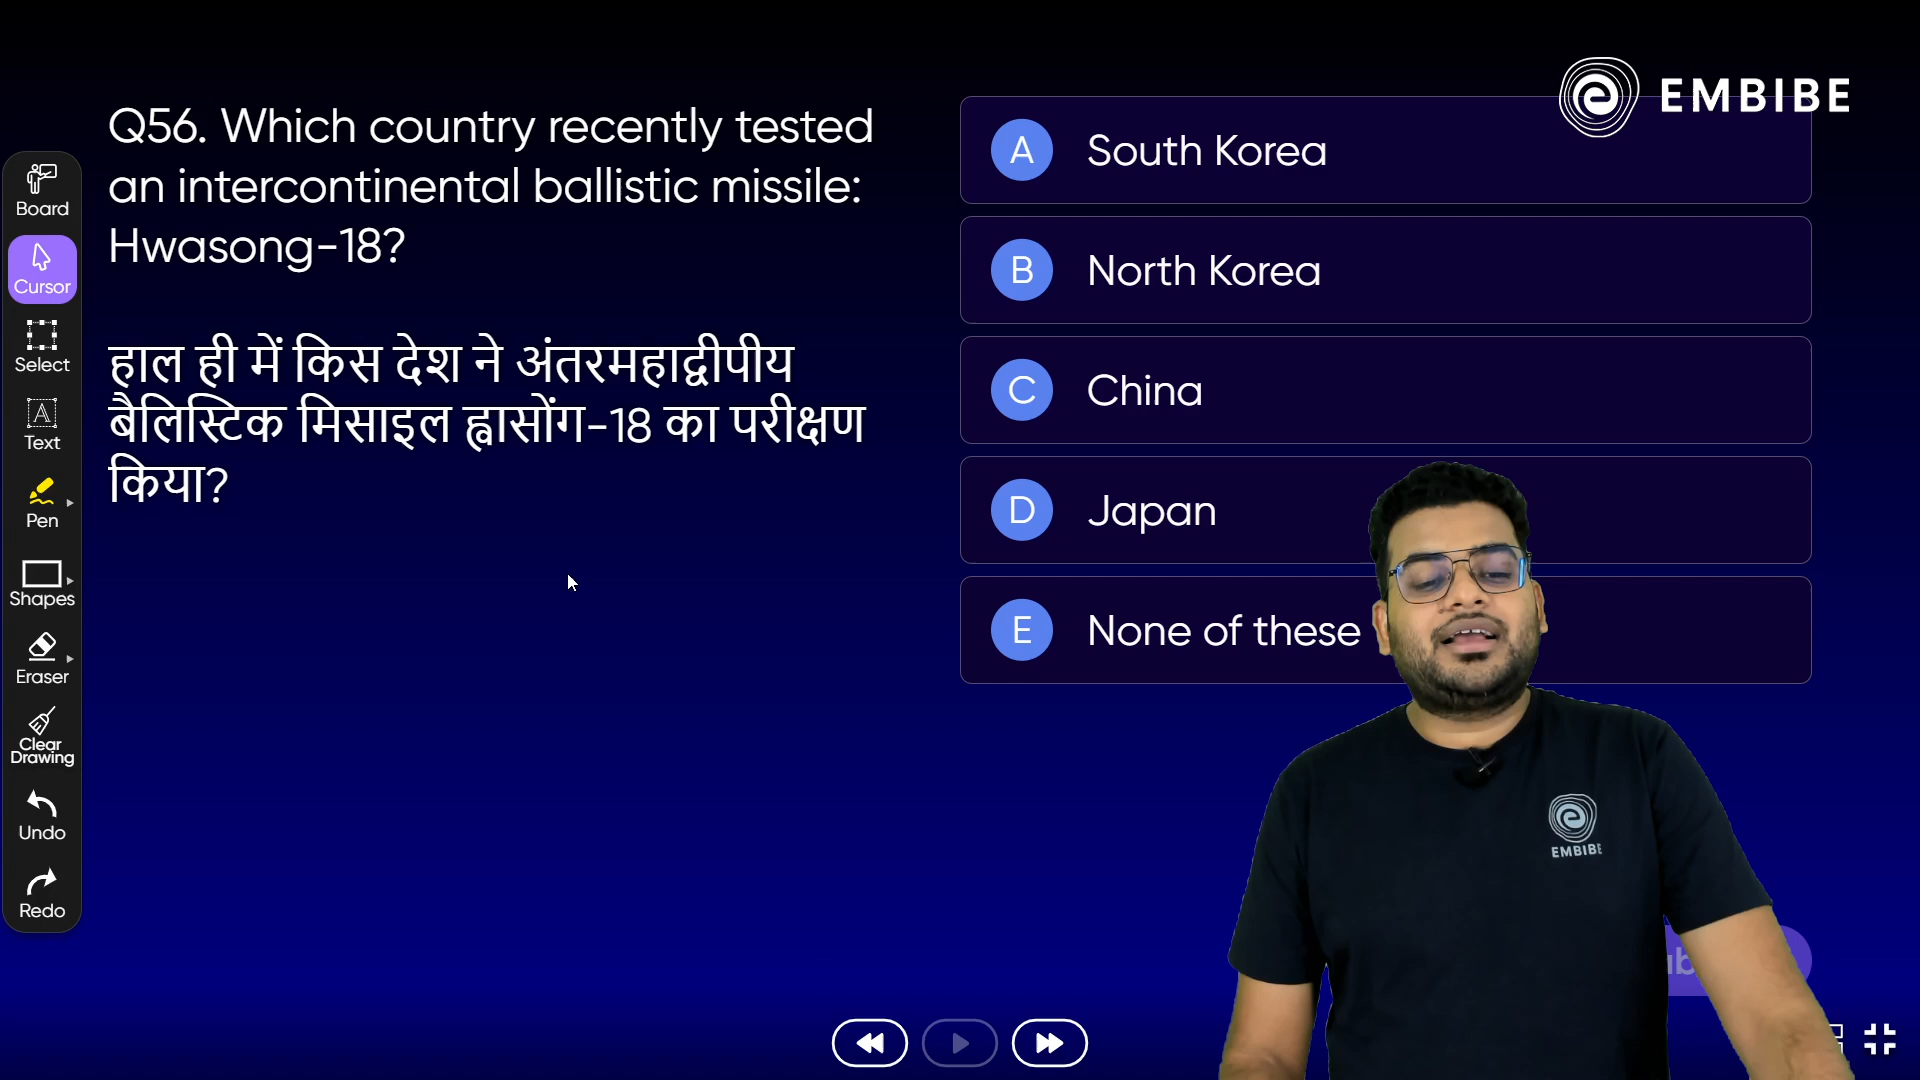 EMBIBE
Q56. Which country recently tested
an intercontinental ballistic missile:
Hwasong-18?
हाल ही में किस देश ने अंतरमहाद्वीपीय
बैलिस्टिक मिसाइल ह्वासोंग-18 का परीक्षण
किया?
A South Korea
B North Korea
C China
D Japan
E None of these
Board
Cursor
Select
A
Text
Pen
Shapes
Eraser
Clear
Drawing
Undo
Redo
EMBIBE